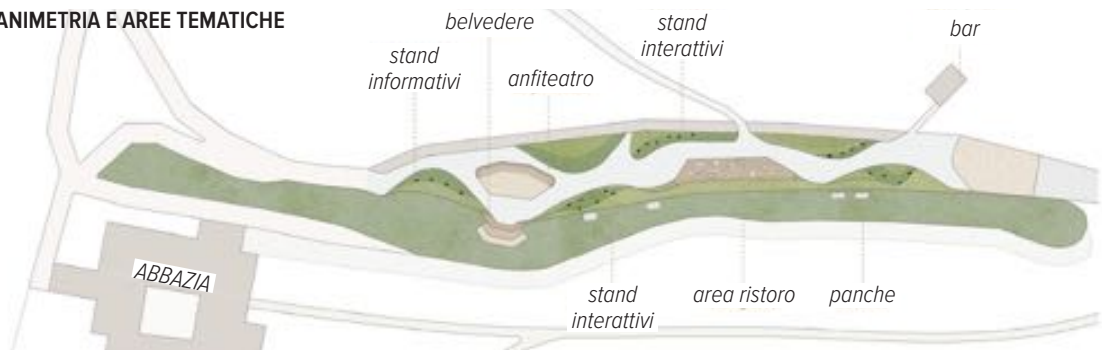 ANIMETRIA E AREE TEMATICHE
belvedere
stand
interattivi
bar
stand
informativi
anfiteatro
ABBAZIA
stand
interattivi
area ristoro
panche